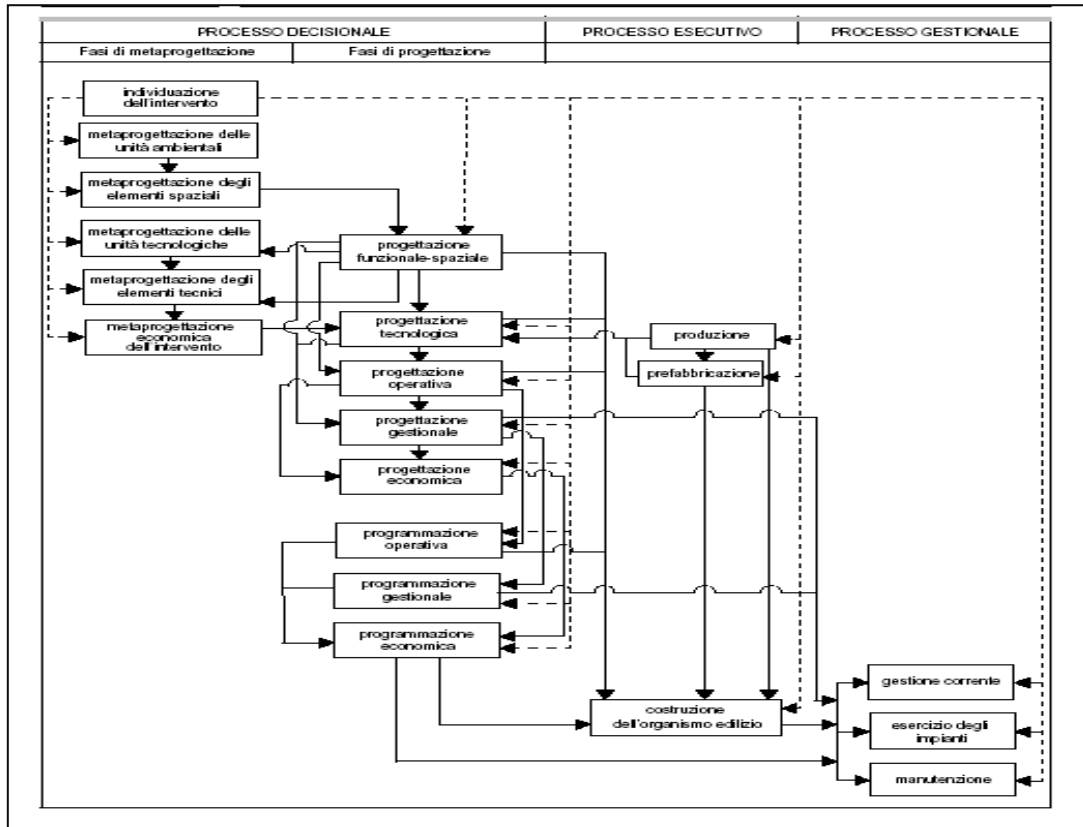 PROCESSO DECISIONALE
PROCESSO ESECUTIVO
PROCESSO GESTIONALE
Fasi di metaprogettazione
Fasi di progettazione
individuazione
dell'intervento
metaprogettazione delle
unità ambientali
metaprogettazione degli
elementi spaziali
metaprogettazione delle
unità tecnologiche
metaprogettazione degli
elementi tecnici
metaprogettazione
economica
dell'intervento
progettazione
funzionale-spaziale
progettazione
tecnologica
progettazione
operativa
progettazione
gestionale
progettazione
economica
programmazione
operativa
programmazione
gestionale
programmazione
economica
produzione
prefabbricazione
costruzione
dell'organismo edilizio
gestione corrente
esercizio degli
impianti
manutenzione